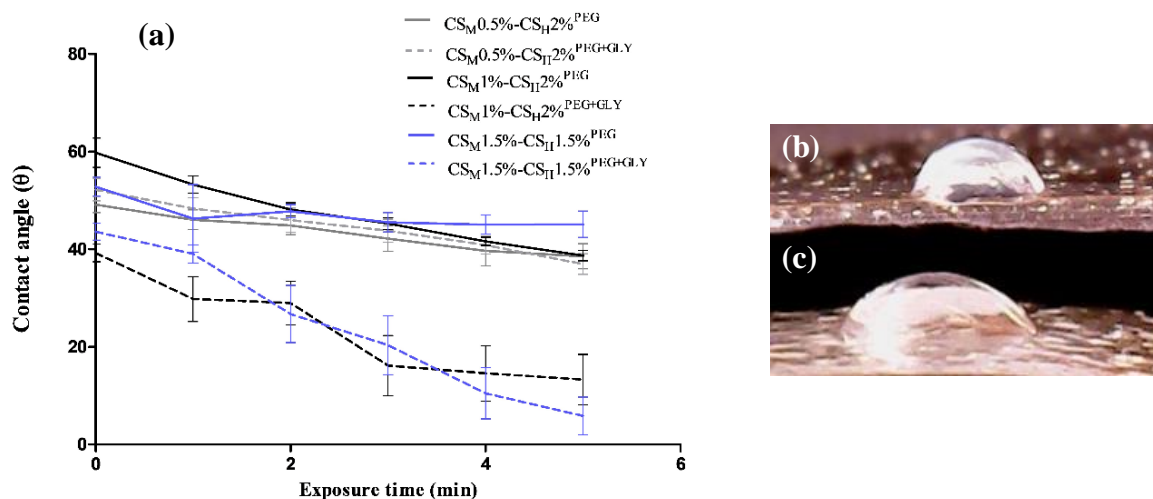 (a)
CSM0.5%-CSH2%PEG
CSM0.5%-CSH2%PEG+GLY
CSM1%-CSH2%PEG
CSM1%-CSH2%PEG+GLY
CSM1.5%-CSH1.5%PEG
CSM1.5%-CSH1.5%PEG+GLY
80
60
40
20
0
Contact angle (θ)
0
2
4
6
Exposure time (min)
(b)
(c)